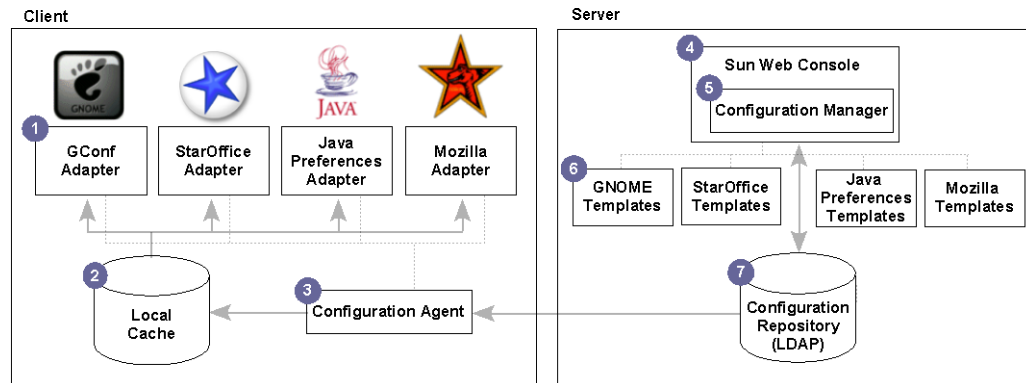 Client
GNOME
JAVA
1
GConf
Adapter
StarOffice
Adapter
Java
Preferences
Adapter
Mozilla
Adapter
2
Local
Cache
3
Configuration Agent
Server
4
Sun Web Console
5
Configuration Manager
6
GNOME
Templates
StarOffice
Templates
Java
Preferences
Templates
Mozilla
Templates
7
Configuration
Repository
(LDAP)